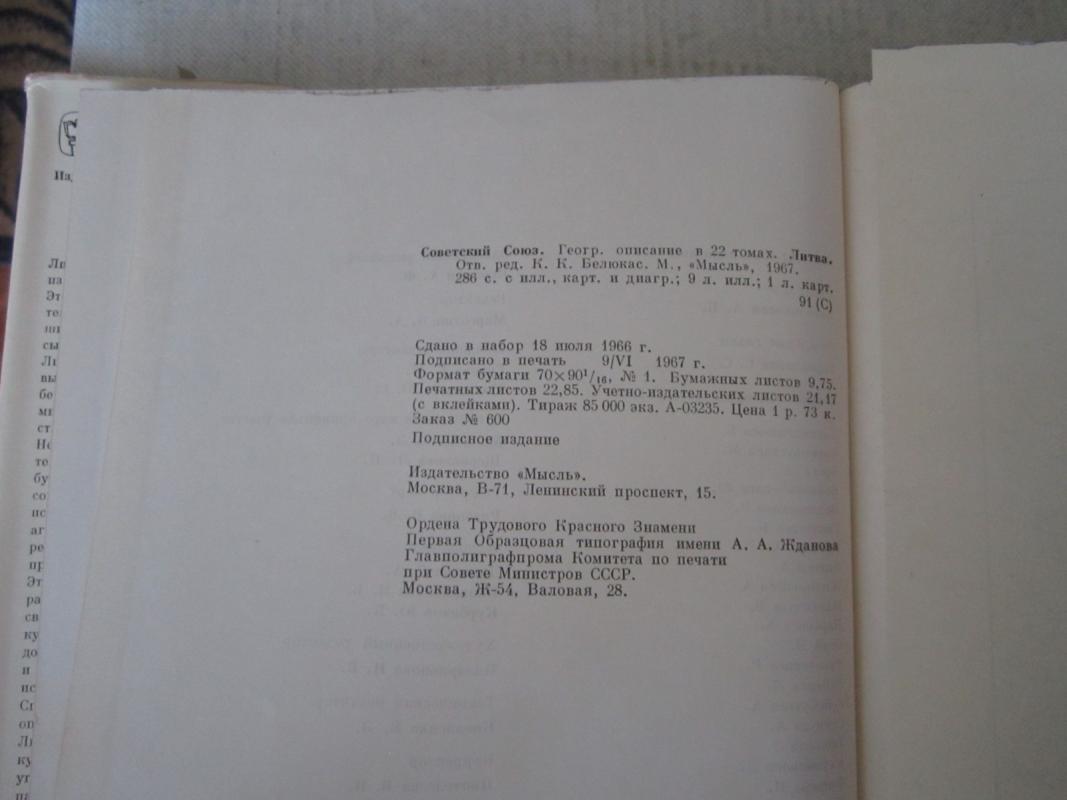 Советский Союз. Геогр. описание в 22 томах. Литва.
Отв. ред. К. К. Белюкас. М., «Мысль», 1967.
286 с. с илл., карт. и диагр.; 9 л. илл.; 1 л. карт.
91 (С)
Сдано в набор 18 июля 1966 г.
Подписано в печать 9/VI 1967 г.
Формат бумаги 70×90¹/₁₆, № 1. Бумажных листов 9,75.
Печатных листов 22,85. Учетно-издательских листов 21,17
(с вклейками). Тираж 85 000 экз. А-03235. Цена 1 р. 73 к.
Заказ № 600
Подписное издание
Издательство «Мысль».
Москва, В-71, Ленинский проспект, 15.
Ордена Трудового Красного Знамени
Первая Образцовая типография имени А. А. Жданова
Главполиграфпрома Комитета по печати
при Совете Министров СССР.
Москва, Ж-54, Валовая, 28.